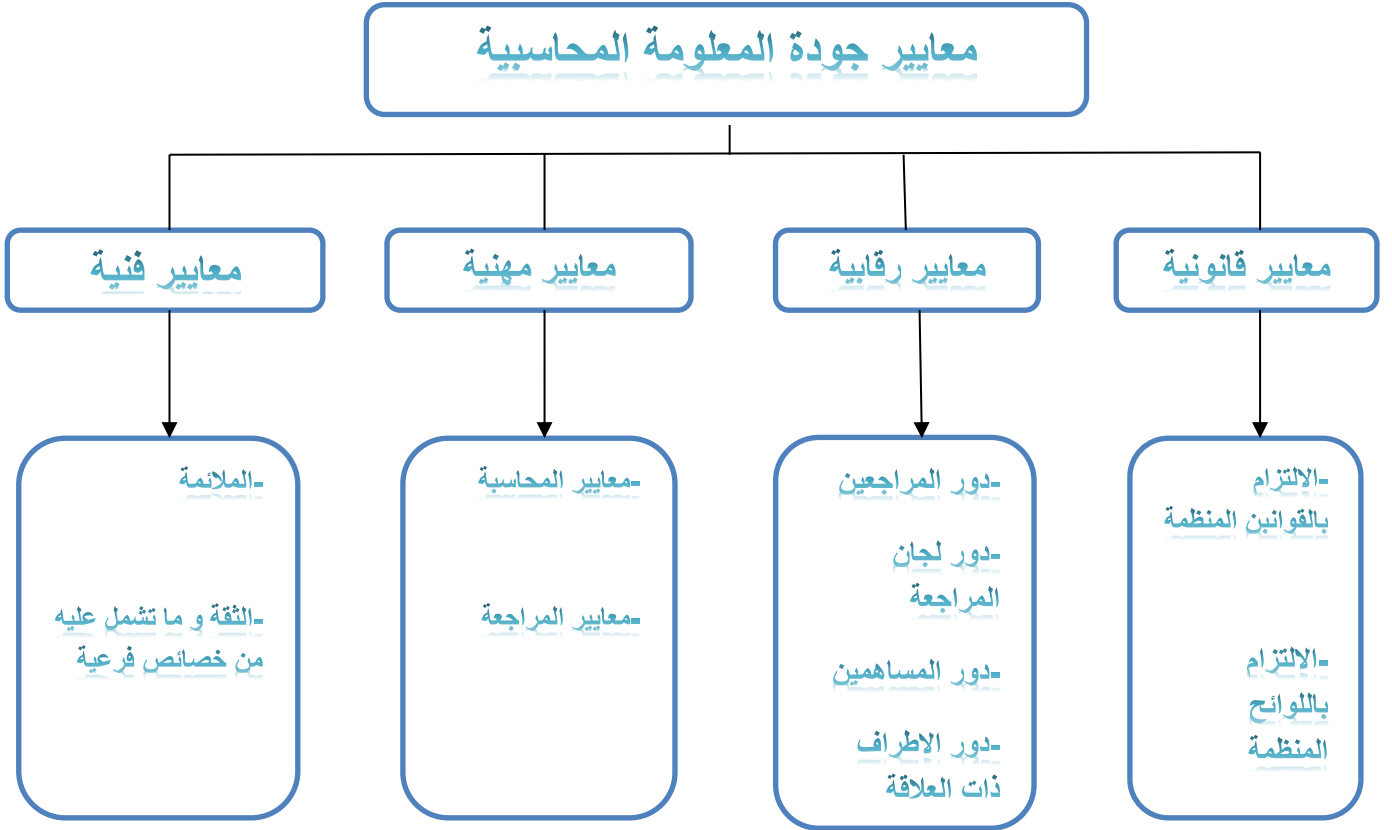 معايير جودة المعلومة المحاسبية
معايير قانونية
معايير رقابية
معايير مهنية
معايير فنية
-الالتزام
بالقوانبن المنظمة
-الالتزام
باللوائح
المنظمة
-دور المراجعين
-دور لجان
المراجعة
-دور المساهمين
-دور الاطراف
ذات العلاقة
-معايير المحاسبة
-معايير المراجعة
-الملائمة
-الثقة و ما تشمل عليه
من خصائص فرعية